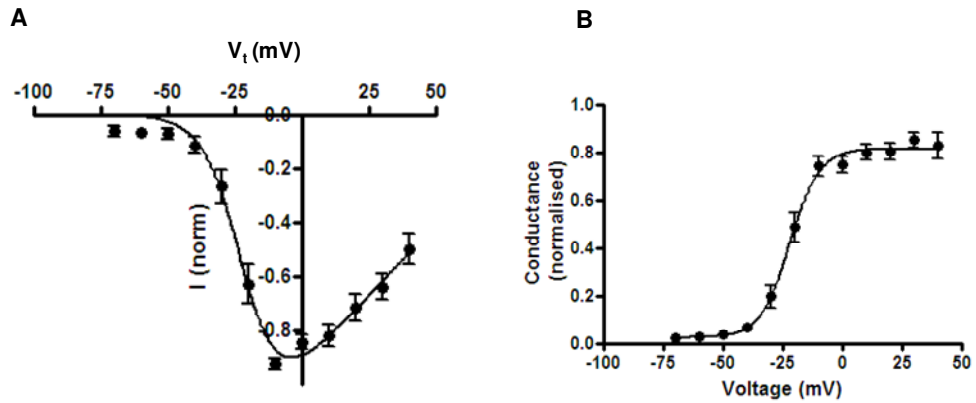 A
V_t (mV)
-100 -75 -50 -25 25 50
0.0
-0.2
-0.4
-0.6
-0.8
I (norm)
B
1.0
0.8
0.6
0.4
0.2
0.0
Conductance
(normalised)
-100 -75 -50 -25 0 25 50
Voltage (mV)